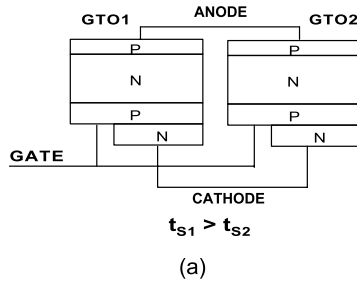 GTO1 ANODE GTO2
P P
N N
P P
N N
GATE
CATHODE
tS1 > tS2
(a)